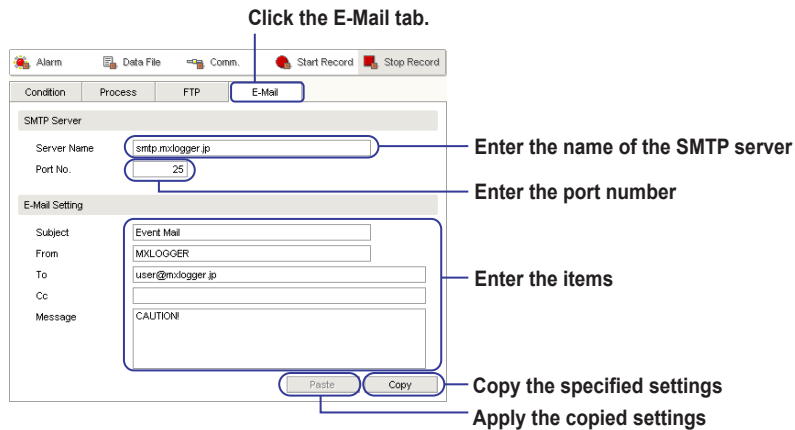 Click the E-Mail tab.
Alarm Data File Comm. Start Record Stop Record
Condition Process FTP E-Mail
SMTP Server
Server Name smtp.mxlogger.jp
Enter the name of the SMTP server
Port No. 25
Enter the port number
E-Mail Setting
Subject Event Mail
From MXLOGGER
To user@mxlogger.jp
Enter the items
Cc
Message CAUTION!
Paste Copy
Copy the specified settings
Apply the copied settings